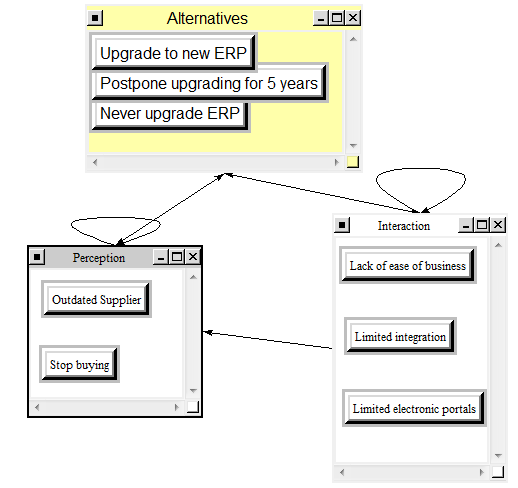 Alternatives
Upgrade to new ERP
Postpone upgrading for 5 years
Never upgrade ERP
Perception
Outdated Supplier
Stop buying
Interaction
Lack of ease of business
Limited integration
Limited electronic portals